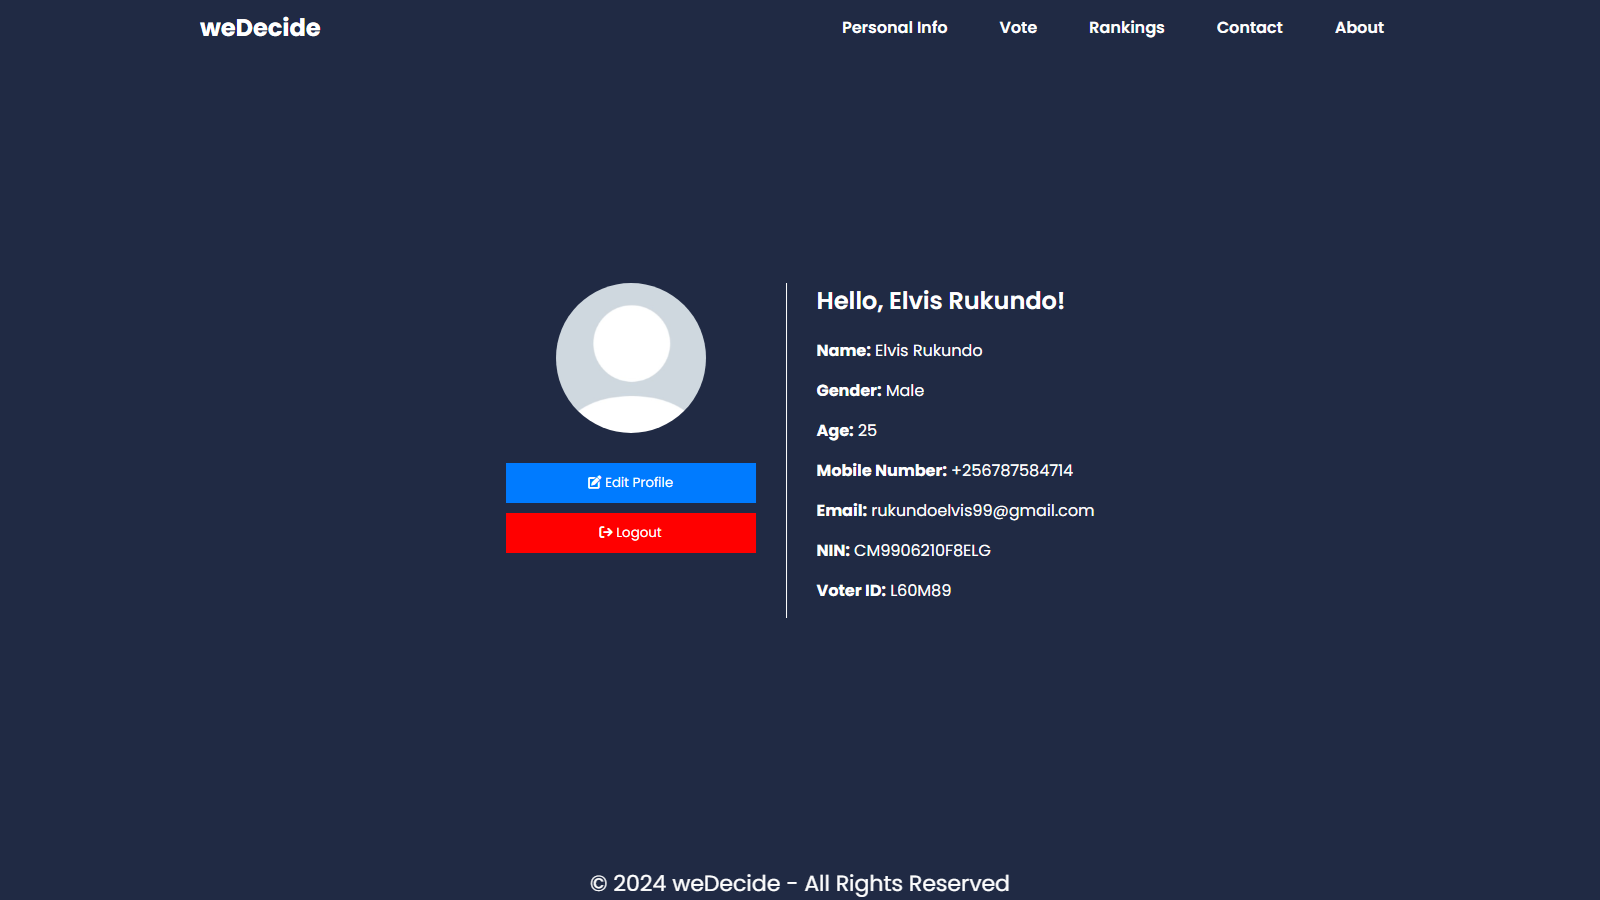 weDecide
Personal Info Vote Rankings Contact About
Edit Profile
Logout
Hello, Elvis Rukundo!
Name: Elvis Rukundo
Gender: Male
Age: 25
Mobile Number: +256787584714
Email: rukundoelvis99@gmail.com
NIN: CM9906210F8ELG
Voter ID: L60M89
© 2024 weDecide - All Rights Reserved